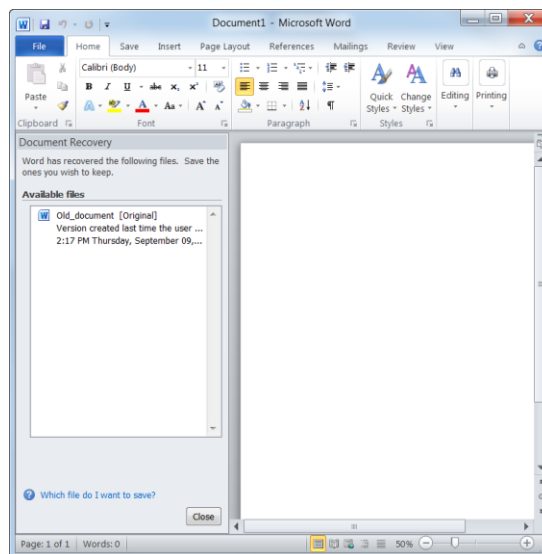 Document1 - Microsoft Word
File Home Save Insert Page Layout References Mailings Review View
Calibri (Body) 11
B I U abc x₂ x²
Paste
A A Aa A A
Quick Styles
Change Styles
Editing
Printing
Clipboard Font Paragraph Styles
Document Recovery
Word has recovered the following files. Save the
ones you wish to keep.
Available files
Old_document [Original]
Version created last time the user ...
2:17 PM Thursday, September 09,...
Which file do I want to save?
Close
Page: 1 of 1 Words: 0 50%